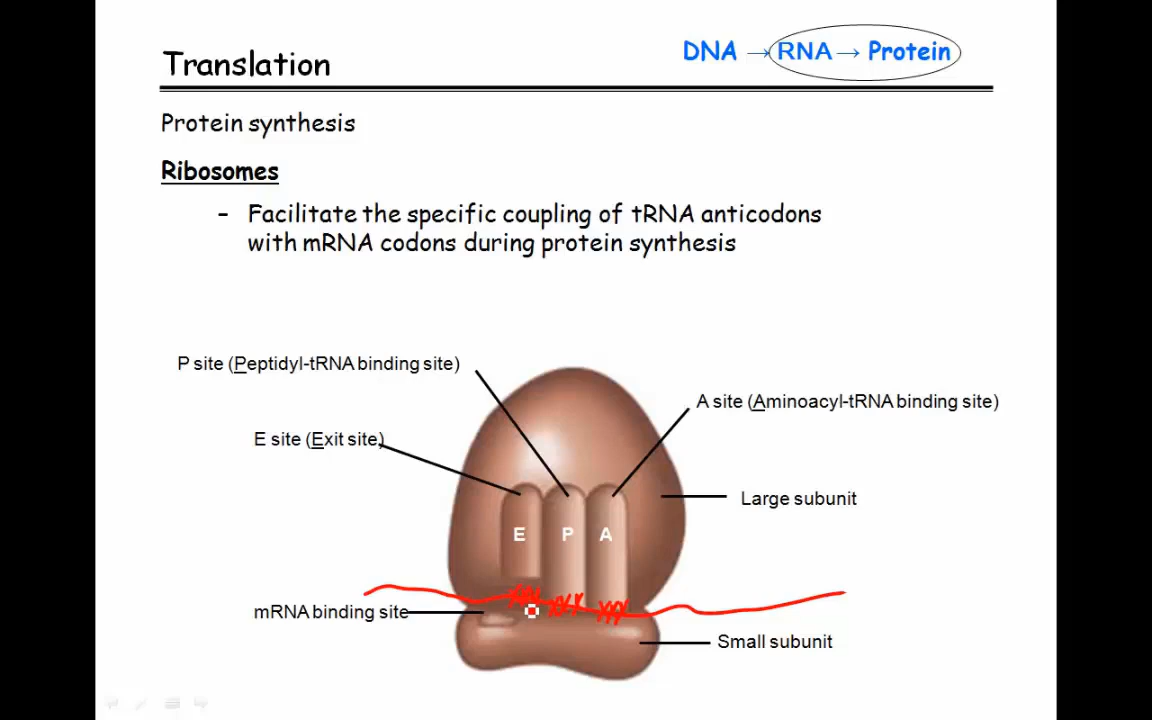 Translation
DNA → RNA → Protein
Protein synthesis
Ribosomes
– Facilitate the specific coupling of tRNA anticodons
with mRNA codons during protein synthesis
P site (Peptidyl-tRNA binding site)
A site (Aminoacyl-tRNA binding site)
E site (Exit site)
Large subunit
E P A
mRNA binding site
Small subunit